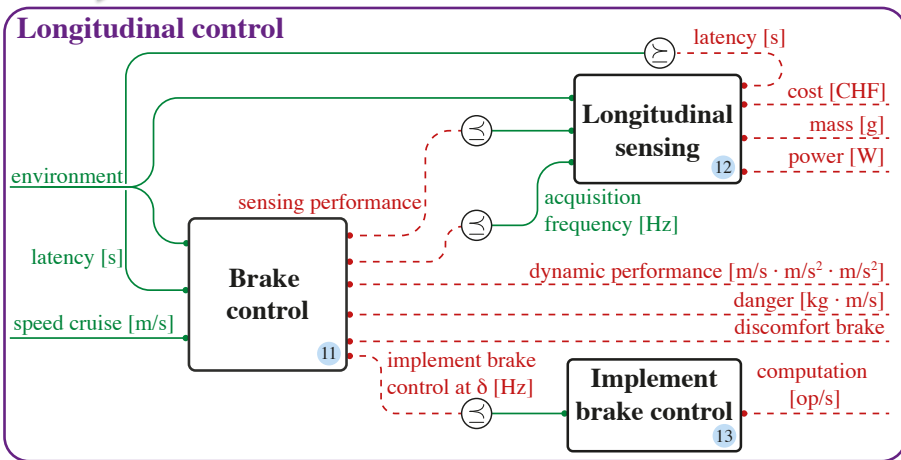 Longitudinal control
latency [s]
cost [CHF]
Longitudinal
sensing
mass [g]
power [W]
12
⪰
⪯
environment
sensing performance
acquisition
frequency [Hz]
⪯
latency [s]
Brake
control
dynamic performance [m/s · m/s² · m/s²]
danger [kg · m/s]
speed cruise [m/s]
discomfort brake
11
implement brake
control at δ [Hz]
⪯
Implement
brake control
computation
[op/s]
13